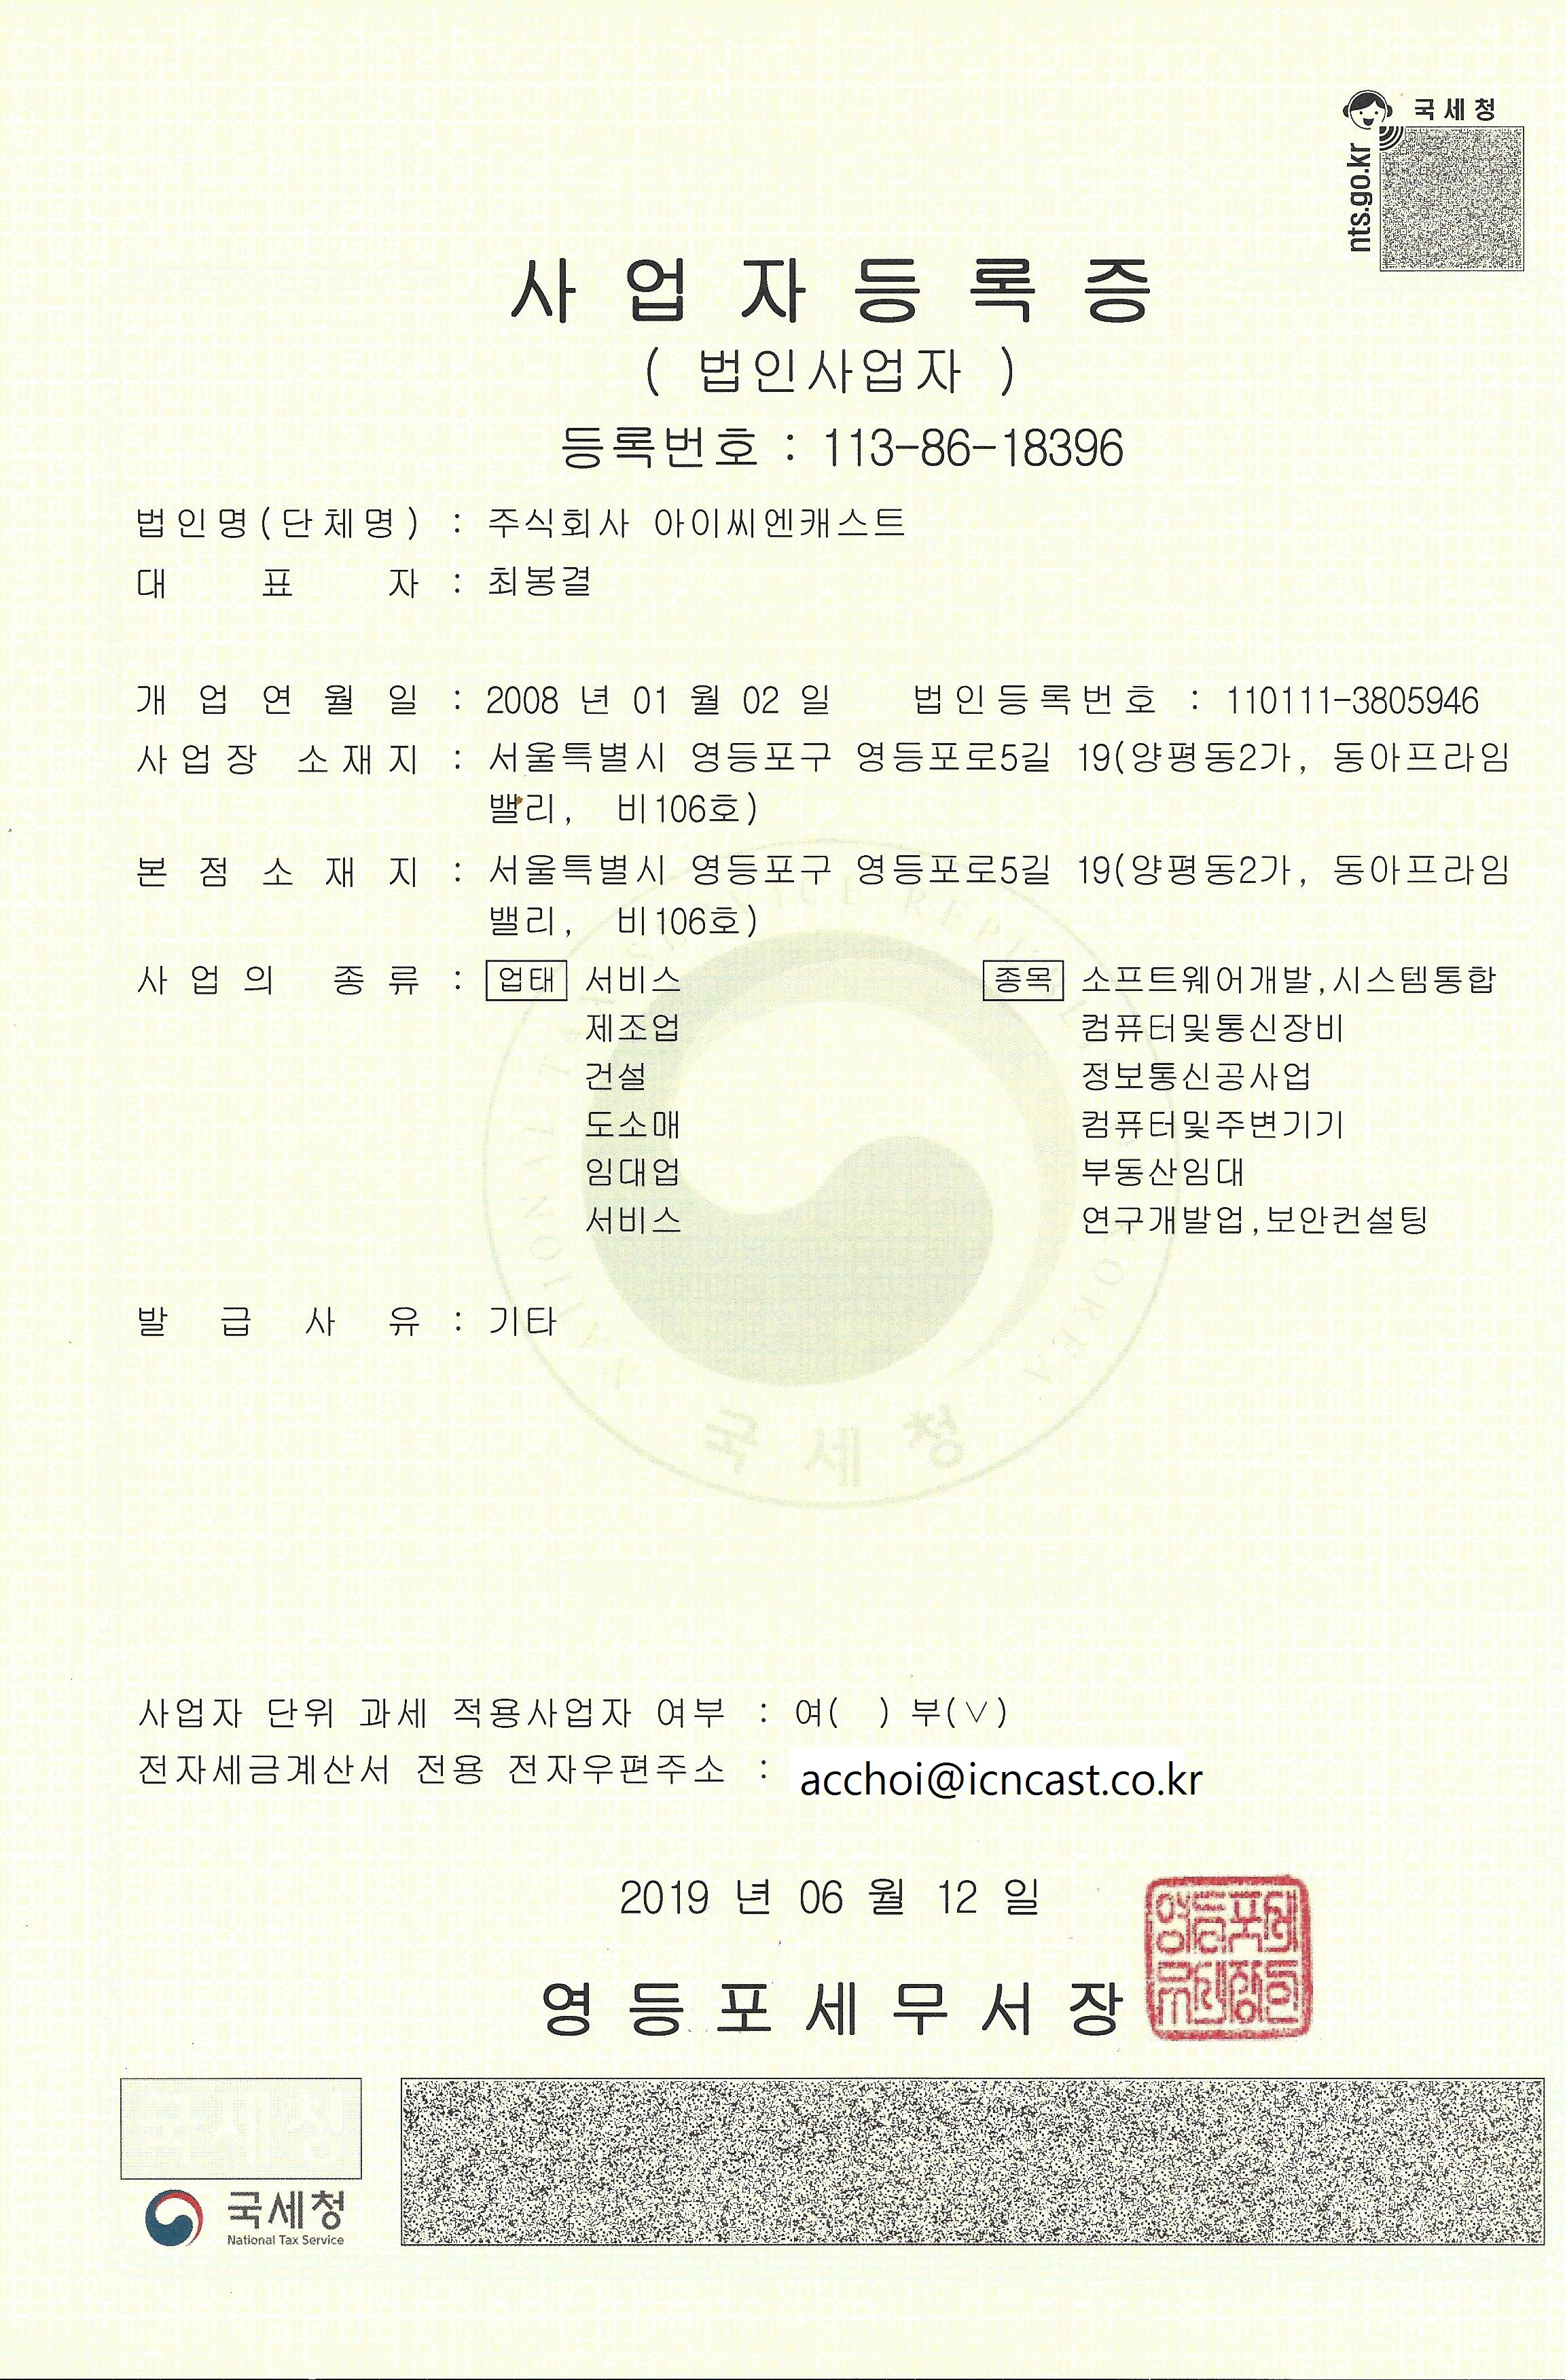 국세청
nts.go.kr
사업자등록증
( 법인사업자 )
등록번호 : 113-86-18396
법인명(단체명) : 주식회사 아이씨엔캐스트
대 표 자 : 최봉결
개 업 연 월 일 : 2008 년 01 월 02 일 법인등록번호 : 110111-3805946
사업장 소재지 : 서울특별시 영등포구 영등포로5길 19(양평동2가, 동아프라임
밸리, 비106호)
본 점 소 재 지 : 서울특별시 영등포구 영등포로5길 19(양평동2가, 동아프라임
밸리, 비106호)
사 업 의 종 류 : 업태 서비스 종목 소프트웨어개발,시스템통합
제조업 컴퓨터및통신장비
건설 정보통신공사업
도소매 컴퓨터및주변기기
임대업 부동산임대
서비스 연구개발업,보안컨설팅
발 급 사 유 : 기타
국세청
사업자 단위 과세 적용사업자 여부 : 여( ) 부(∨)
전자세금계산서 전용 전자우편주소 : acchoi@icncast.co.kr
2019 년 06 월 12 일
영등포세무서장
국세청
National Tax Service